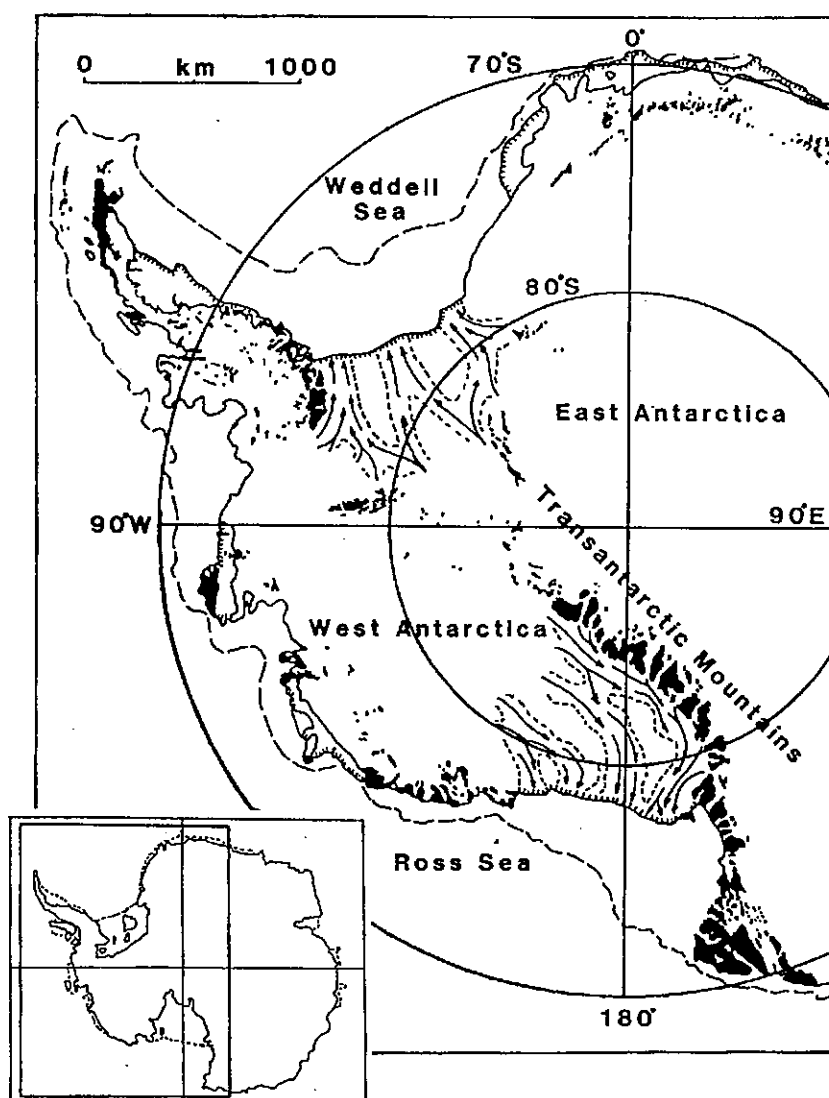 0°
0 km 1000
70°S
Weddell
Sea
80°S
East Antarctica
90°W
90°E
Transantarctic Mountains
West Antarctica
Ross Sea
180°